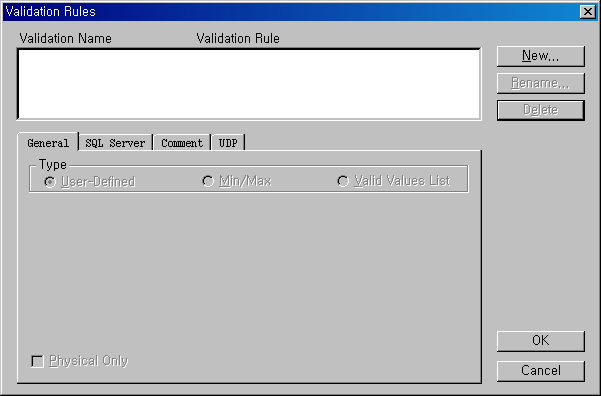 Validation Rules
Validation Name Validation Rule
New...
Rename...
Delete
General SQL Server Comment UDP
Type
User-Defined Min/Max Valid Values List
Physical Only
OK
Cancel